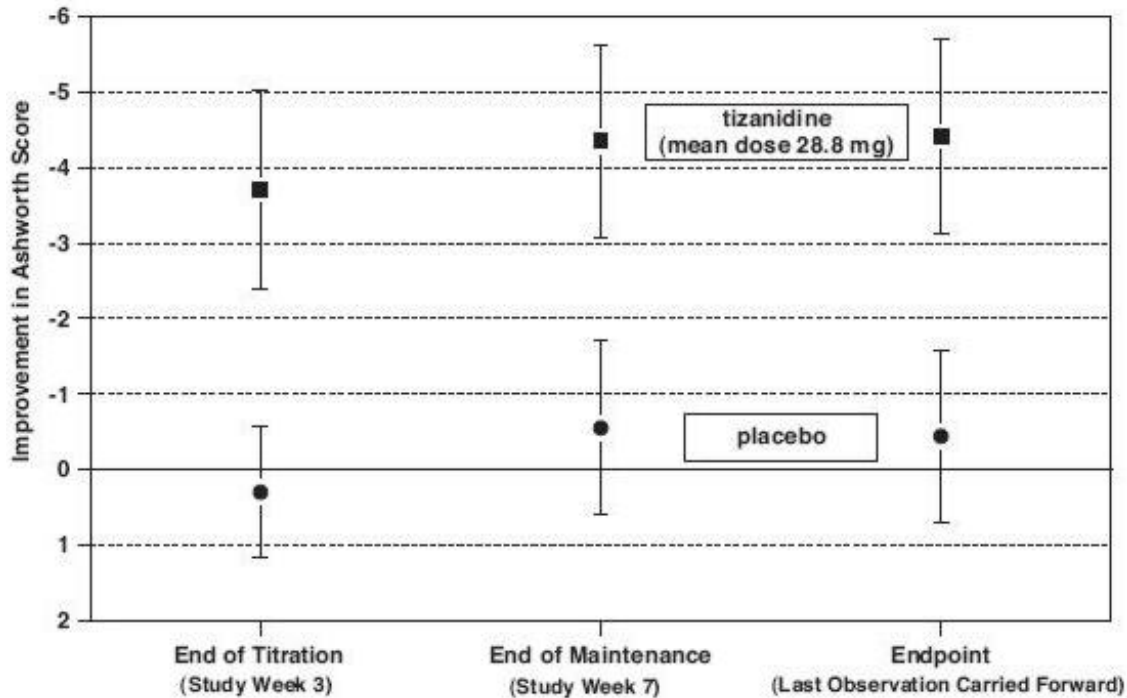 Improvement in Ashworth Score
-6
-5
-4
-3
-2
-1
0
1
2
tizanidine
(mean dose 28.8 mg)
placebo
End of Titration
(Study Week 3)
End of Maintenance
(Study Week 7)
Endpoint
(Last Observation Carried Forward)